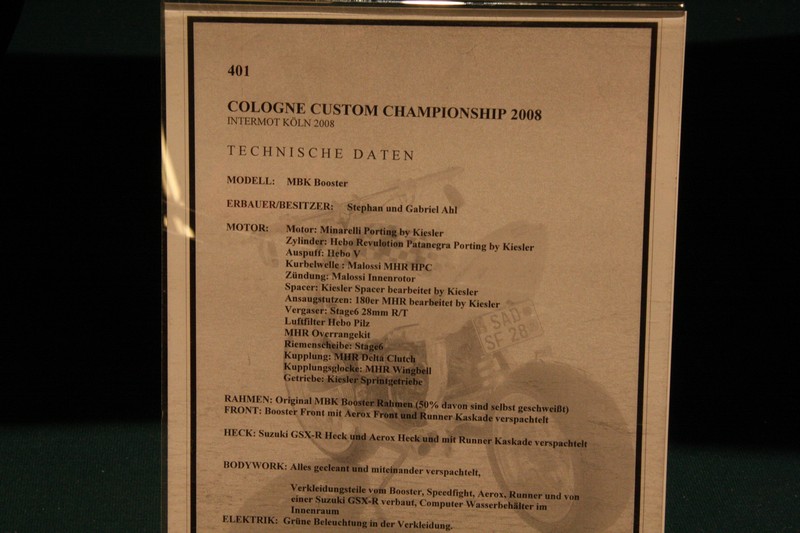 401
COLOGNE CUSTOM CHAMPIONSHIP 2008
INTERMOT KÖLN 2008
TECHNISCHE DATEN
MODELL: MBK Booster
ERBAUER/BESITZER: Stephan und Gabriel Ahl
MOTOR: Motor: Minarelli Porting by Kiesler
Zylinder: Hebo Revulotion Patanegra Porting by Kiesler
Auspuff: Hebo V
Kurbelwelle : Malossi MHR HPC
Zündung: Malossi Innenrotor
Spacer: Kiesler Spacer bearbeitet by Kiesler
Ansaugstutzen: 180er MHR bearbeitet by Kiesler
Vergaser: Stage6 28mm R/T
Luftfilter Hebo Pilz
MHR Overrangekit
Riemenscheibe: Stage6
Kupplung: MHR Delta Clutch
Kupplungsglocke: MHR Wingbell
Getriebe: Kiesler Sprintgetriebe
SAD
SF 28
RAHMEN: Original MBK Booster Rahmen (50% davon sind selbst geschweißt)
FRONT: Booster Front mit Aerox Front und Runner Kaskade verspachtelt
HECK: Suzuki GSX-R Heck und Aerox Heck und mit Runner Kaskade verspachtelt
BODYWORK: Alles gecleant und miteinander verspachtelt,
Verkleidungsteile vom Booster, Speedfight, Aerox, Runner und von
einer Suzuki GSX-R verbaut, Computer Wasserbehälter im
Innenraum
ELEKTRIK: Grüne Beleuchtung in der Verkleidung.